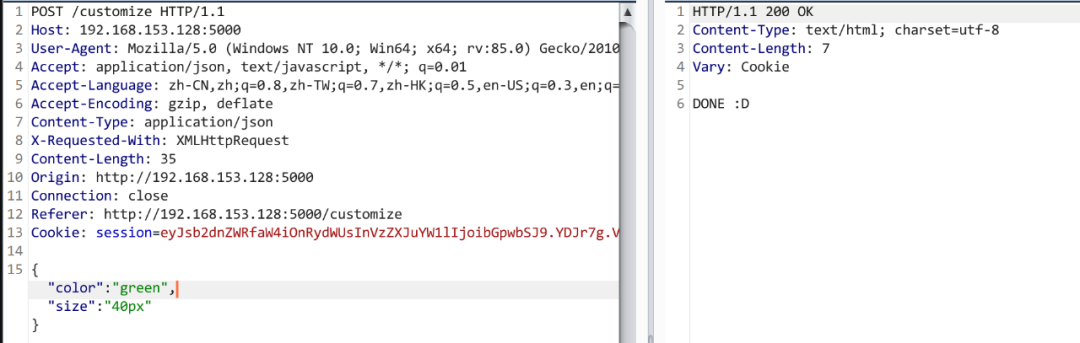 1 POST /customize HTTP/1.1
2 Host: 192.168.153.128:5000
3 User-Agent: Mozilla/5.0 (Windows NT 10.0; Win64; x64; rv:85.0) Gecko/2010
4 Accept: application/json, text/javascript, */*; q=0.01
5 Accept-Language: zh-CN,zh;q=0.8,zh-TW;q=0.7,zh-HK;q=0.5,en-US;q=0.3,en;q=
6 Accept-Encoding: gzip, deflate
7 Content-Type: application/json
8 X-Requested-With: XMLHttpRequest
9 Content-Length: 35
10 Origin: http://192.168.153.128:5000
11 Connection: close
12 Referer: http://192.168.153.128:5000/customize
13 Cookie: session=eyJsb2dnZWRfaW4iOnRydWUsInVzZXJuYW1lIjoibGpwbSJ9.YDJr7g.V
14
15 {
"color":"green",
"size":"40px"
}
1 HTTP/1.1 200 OK
2 Content-Type: text/html; charset=utf-8
3 Content-Length: 7
4 Vary: Cookie
5
6 DONE :D